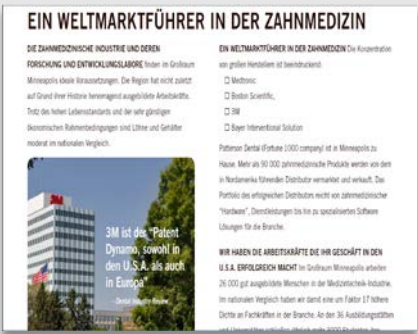 EIN WELTMARKTFÜHRER IN DER ZAHNMEDIZIN
DIE ZAHNMEDIZINISCHE INDUSTRIE UND DEREN
FORSCHUNG UND ENTWICKLUNGSLABORE finden im Großraum
Minneapolis ideale Voraussetzungen. Die Region hat nicht zuletzt
auf Grund ihrer Historie hervorragend ausgebildete Arbeitskräfte.
Trotz des hohen Lebensstandards und der sehr günstigen
ökonomischen Rahmenbedingungen sind Löhne und Gehälter
moderat im nationalen Vergleich.
3M
3M ist der "Patent
Dynamo, sowohl in
den U.S.A. als auch
in Europa"
-Dental Industry Review
EIN WELTMARKTFÜHRER IN DER ZAHNMEDIZIN Die Konzentration
von großen Herstellern ist beeindruckend:
☐ Medtronic
☐ Boston Scientific,
☐ 3M
☐ Bayer Interventional Solution
Patterson Dental (Fortune 1000 company) ist in Minneapolis zu
Hause. Mehr als 90 000 zahnmedizinische Produkte werden von dem
in Nordamerika führenden Distributor vermarktet und verkauft. Das
Portfolio des erfolgreichen Distributors reicht von zahnmedizinischer
"Hardware", Dienstleistungen bis hin zu spezialisierten Software
Lösungen für die Branche.
WIR HABEN DIE ARBEITSKRÄFTE DIE IHR GESCHÄFT IN DEN
U.S.A. ERFOLGREICH MACHT Im Großraum Minneapolis arbeiten
26 000 gut ausgebildete Menschen in der Medizintechnik-Industrie.
Im nationalen Vergleich haben wir damit eine um Faktor 17 höhere
Dichte an Fachkräften in der Branche. An den 36 Ausbildungsstätten